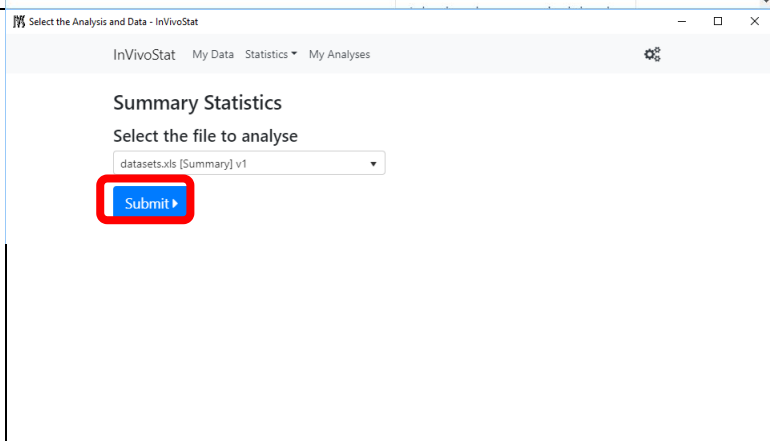 Select the Analysis and Data - InVivoStat
InVivoStat My Data Statistics My Analyses
Summary Statistics
Select the file to analyse
datasets.xls [Summary] v1
Submit